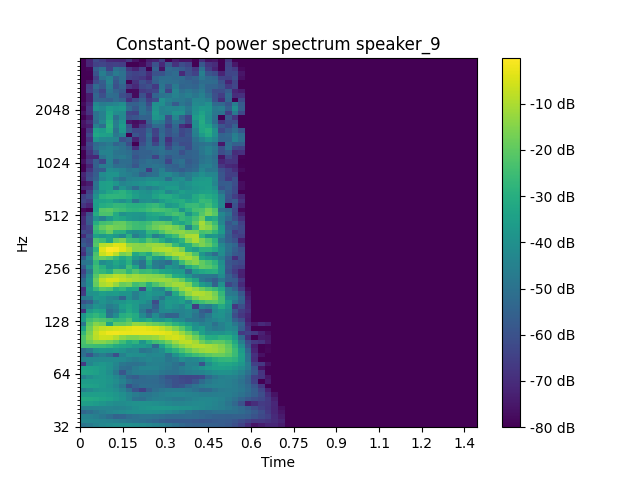 Constant-Q power spectrum speaker_9
2048
1024
512
256
128
64
32
Hz
0 0.15 0.3 0.45 0.6 0.75 0.9 1.1 1.2 1.4
Time
-10 dB
-20 dB
-30 dB
-40 dB
-50 dB
-60 dB
-70 dB
-80 dB